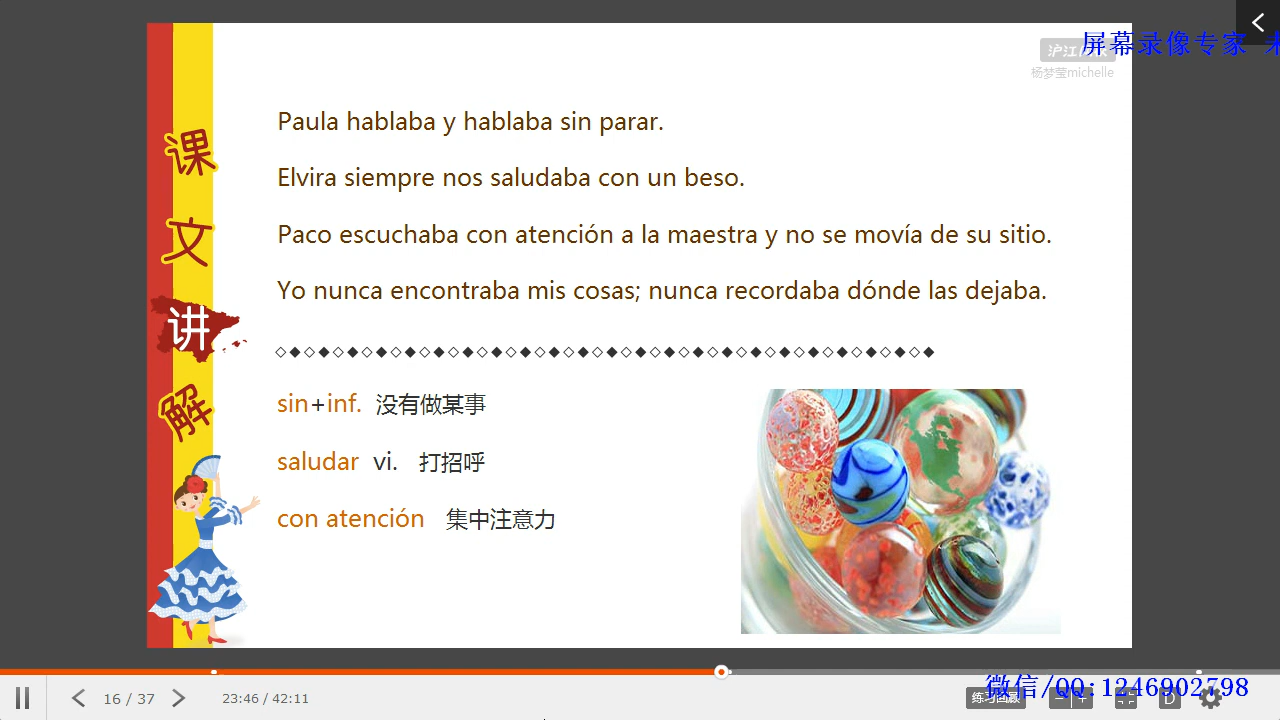 屏幕录像专家
杨梦莹michelle
课文讲解
Paula hablaba y hablaba sin parar.
Elvira siempre nos saludaba con un beso.
Paco escuchaba con atención a la maestra y no se movía de su sitio.
Yo nunca encontraba mis cosas; nunca recordaba dónde las dejaba.
sin+inf. 没有做某事
saludar vi. 打招呼
con atención 集中注意力
16 / 37
23:46 / 42:11
微信/QQ:1246902798
D